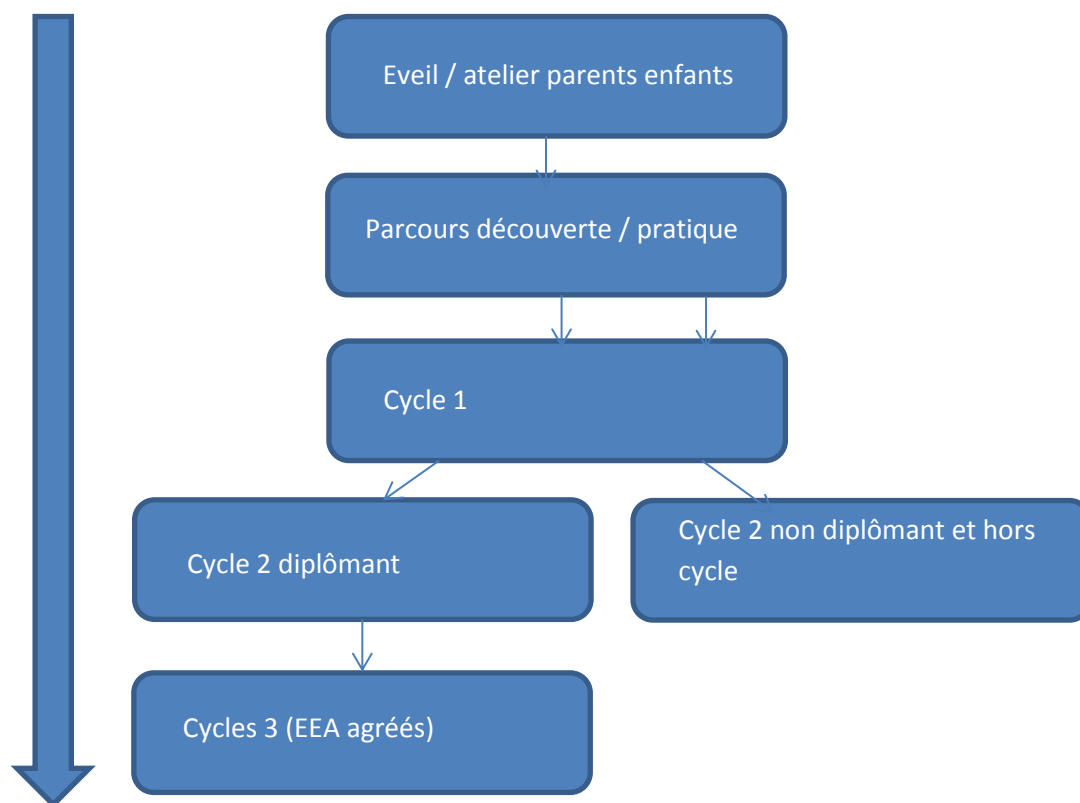 Eveil / atelier parents enfants
Parcours découverte / pratique
Cycle 1
Cycle 2 diplômant
Cycle 2 non diplômant et hors
cycle
Cycles 3 (EEA agréés)